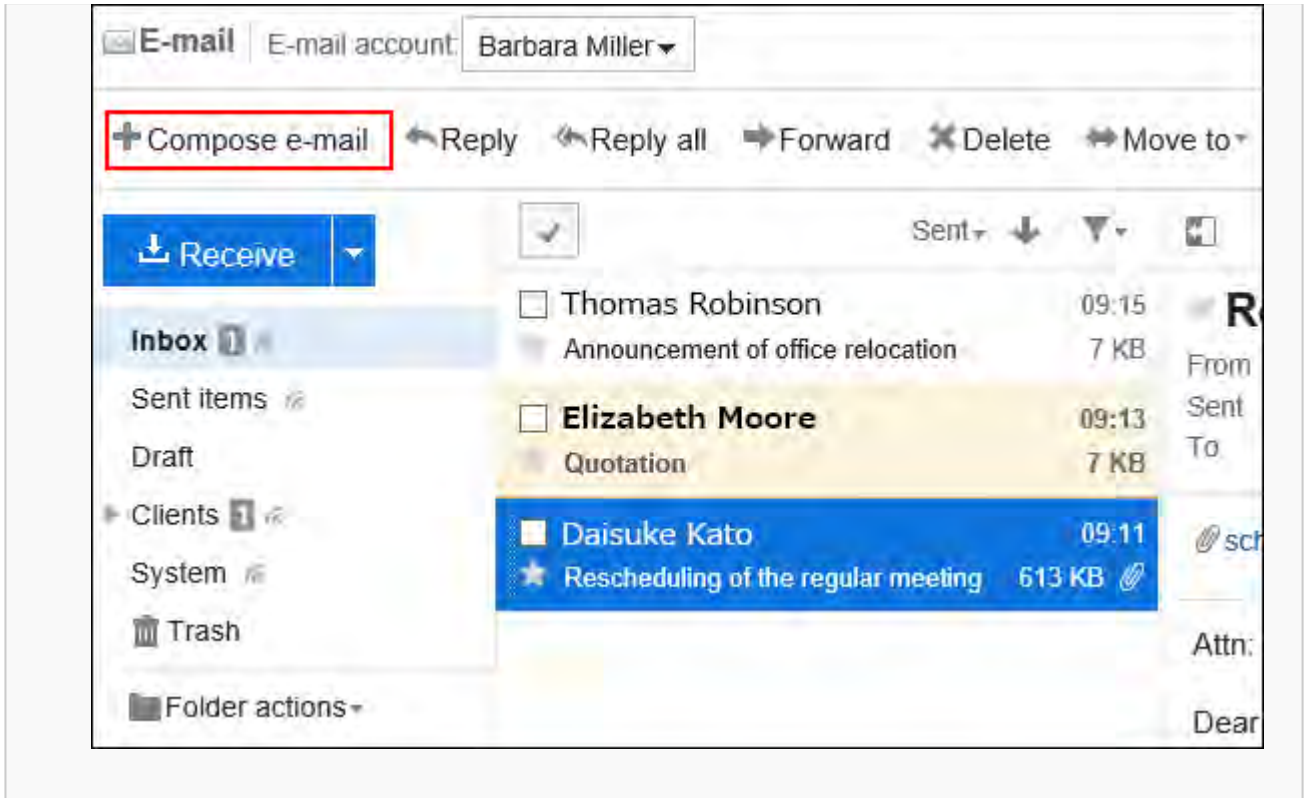 E-mail E-mail account: Barbara Miller
Compose e-mail Reply Reply all Forward Delete Move to
Receive
Sent
Inbox 1
Sent items
Draft
Clients 1
System
Trash
Folder actions
Thomas Robinson 09:15
Announcement of office relocation 7 KB
Elizabeth Moore 09:13
Quotation 7 KB
Daisuke Kato 09:11
Rescheduling of the regular meeting 613 KB
From
Sent
To
sch
Attn:
Dear